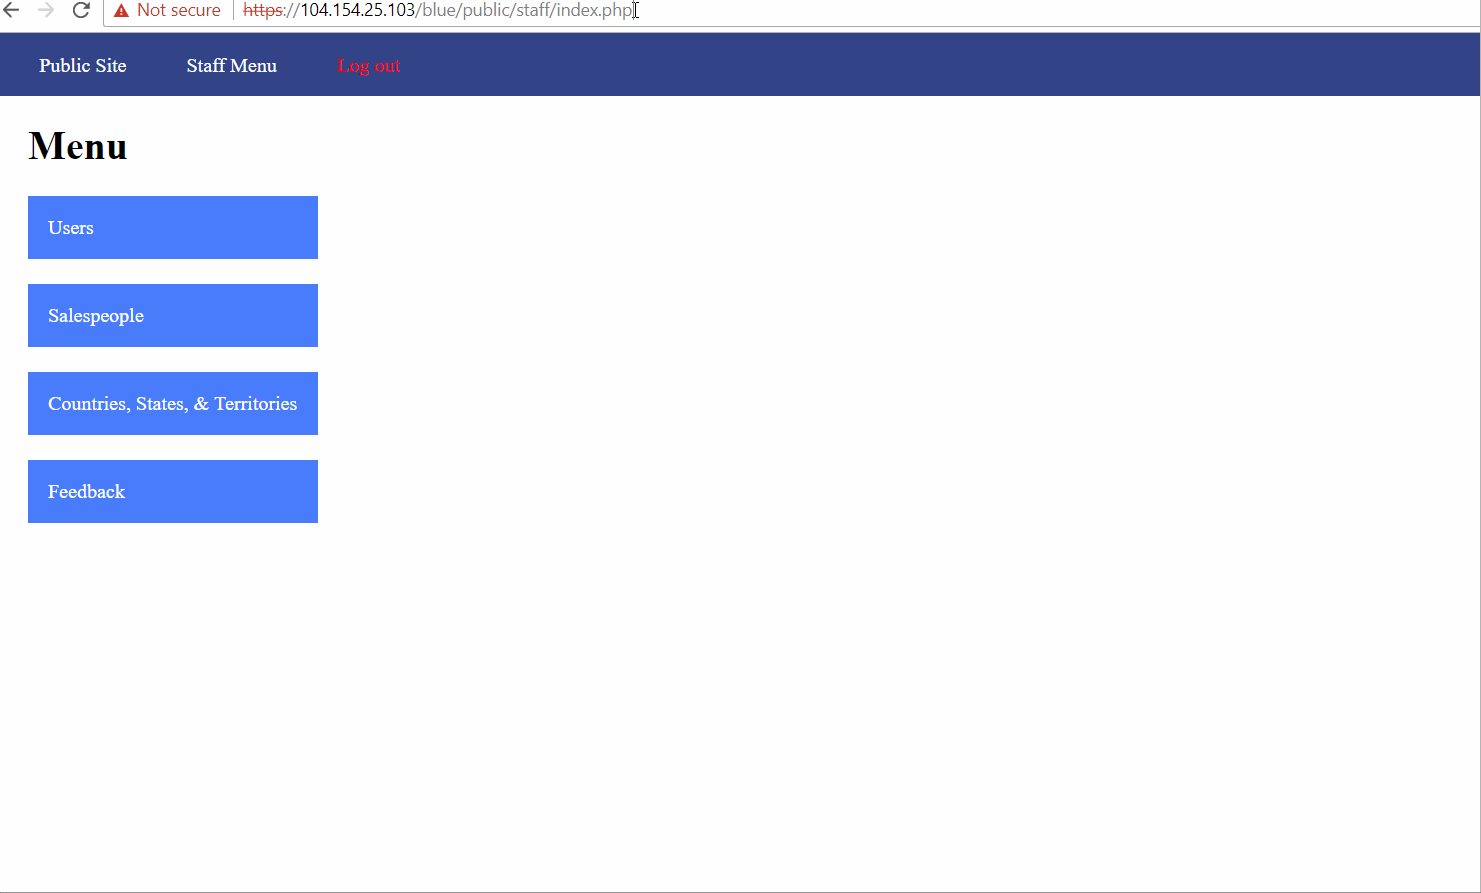 Not secure https://104.154.25.103/blue/public/staff/index.php
Public Site Staff Menu Log out
Menu
Users
Salespeople
Countries, States, & Territories
Feedback